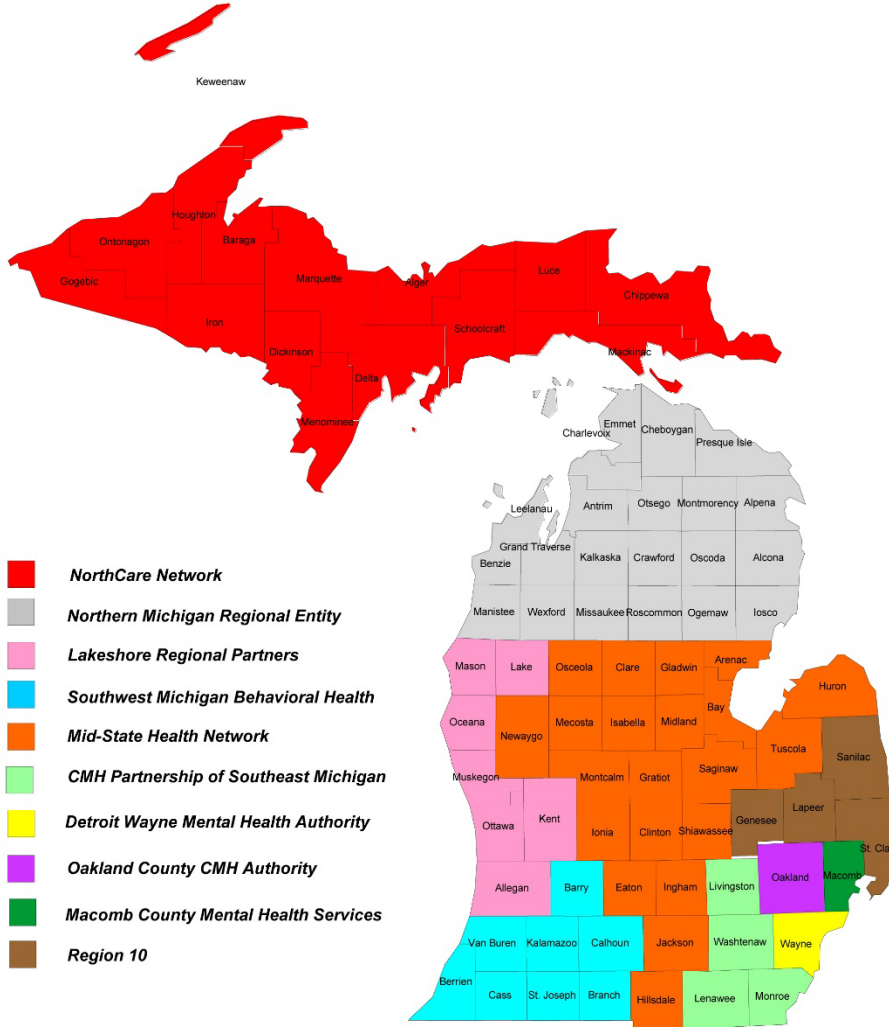 Keweenaw
Houghton
Ontonagon
Baraga
Gogebic
Marquette
Alger
Luce
Chippewa
Iron
Schoolcraft
Dickinson
Mackinac
Delta
Menominee
Emmet
Charlevoix
Cheboygan
Presque Isle
Leelanau
Antrim
Otsego
Montmorency
Alpena
Grand Traverse
Benzie
Kalkaska
Crawford
Oscoda
Alcona
Manistee
Wexford
Missaukee
Roscommon
Ogemaw
Iosco
NorthCare Network
Northern Michigan Regional Entity
Lakeshore Regional Partners
Southwest Michigan Behavioral Health
Mid-State Health Network
CMH Partnership of Southeast Michigan
Detroit Wayne Mental Health Authority
Oakland County CMH Authority
Macomb County Mental Health Services
Region 10
Mason
Lake
Osceola
Clare
Gladwin
Arenac
Huron
Oceana
Newaygo
Mecosta
Isabella
Midland
Bay
Tuscola
Sanilac
Muskegon
Montcalm
Gratiot
Saginaw
Lapeer
Genesee
Ottawa
Kent
Ionia
Clinton
Shiawassee
St. Cla
Allegan
Barry
Eaton
Ingham
Livingston
Oakland
Macomb
Van Buren
Kalamazoo
Calhoun
Jackson
Washtenaw
Wayne
Berrien
Cass
St. Joseph
Branch
Hillsdale
Lenawee
Monroe